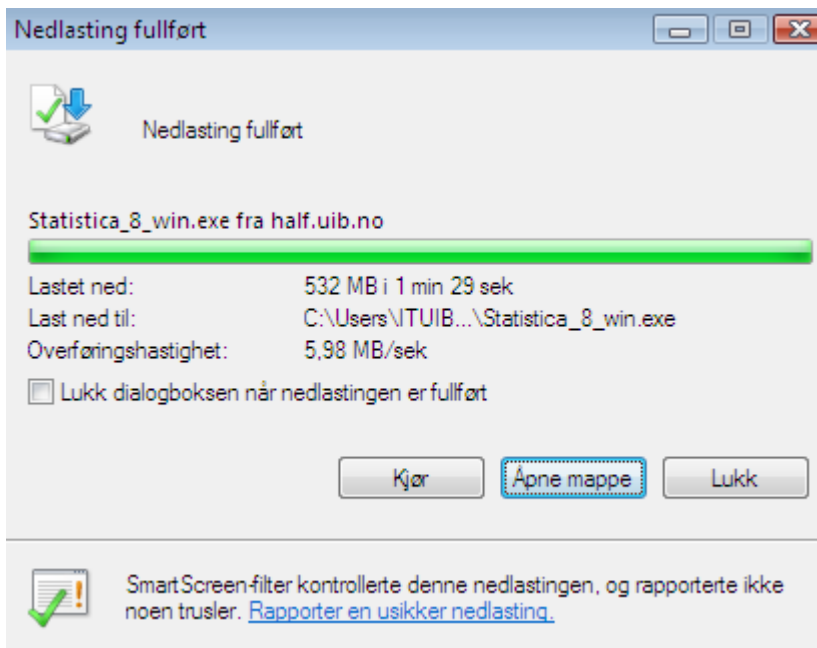 Nedlasting fullført
Nedlasting fullført
Statistica_8_win.exe fra half.uib.no
Lastet ned: 532 MB i 1 min 29 sek
Last ned til: C:\Users\ITUIB...\Statistica_8_win.exe
Overføringshastighet: 5,98 MB/sek
Lukk dialogboksen når nedlastingen er fullført
Kjør Åpne mappe Lukk
SmartScreen-filter kontrollerte denne nedlastingen, og rapporterte ikke
noen trusler. Rapporter en usikker nedlasting.